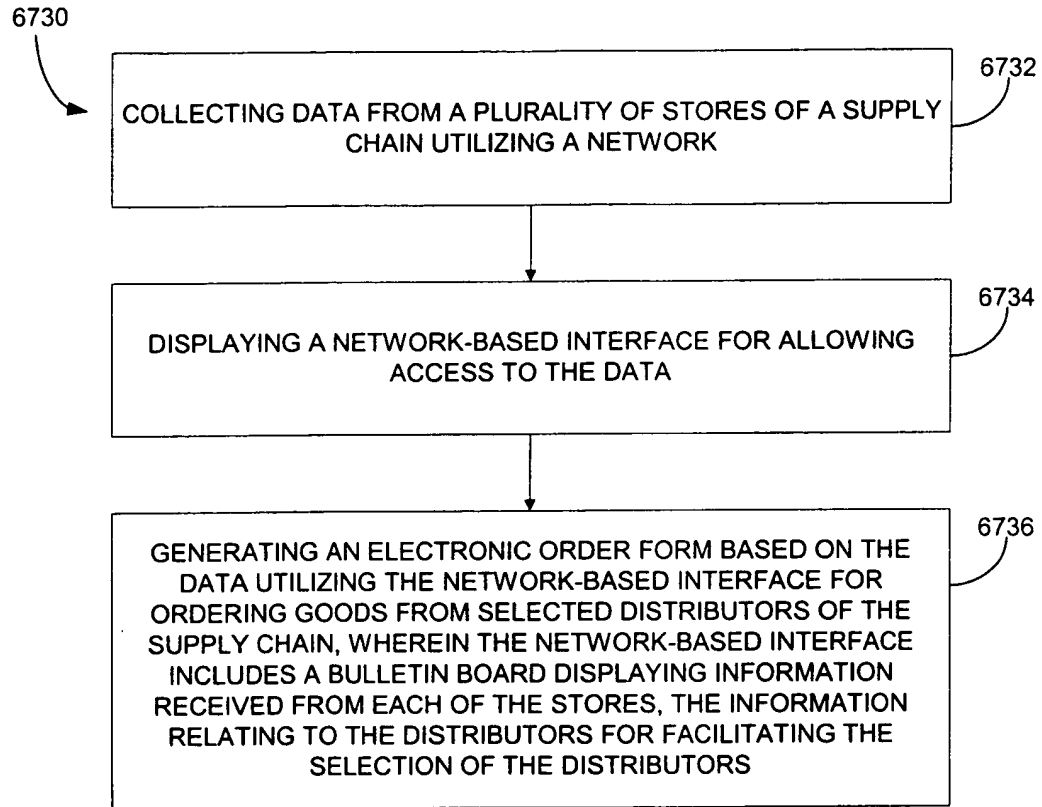 6730
6732
COLLECTING DATA FROM A PLURALITY OF STORES OF A SUPPLY
CHAIN UTILIZING A NETWORK
6734
DISPLAYING A NETWORK-BASED INTERFACE FOR ALLOWING
ACCESS TO THE DATA
6736
GENERATING AN ELECTRONIC ORDER FORM BASED ON THE
DATA UTILIZING THE NETWORK-BASED INTERFACE FOR
ORDERING GOODS FROM SELECTED DISTRIBUTORS OF THE
SUPPLY CHAIN, WHEREIN THE NETWORK-BASED INTERFACE
INCLUDES A BULLETIN BOARD DISPLAYING INFORMATION
RECEIVED FROM EACH OF THE STORES, THE INFORMATION
RELATING TO THE DISTRIBUTORS FOR FACILITATING THE
SELECTION OF THE DISTRIBUTORS